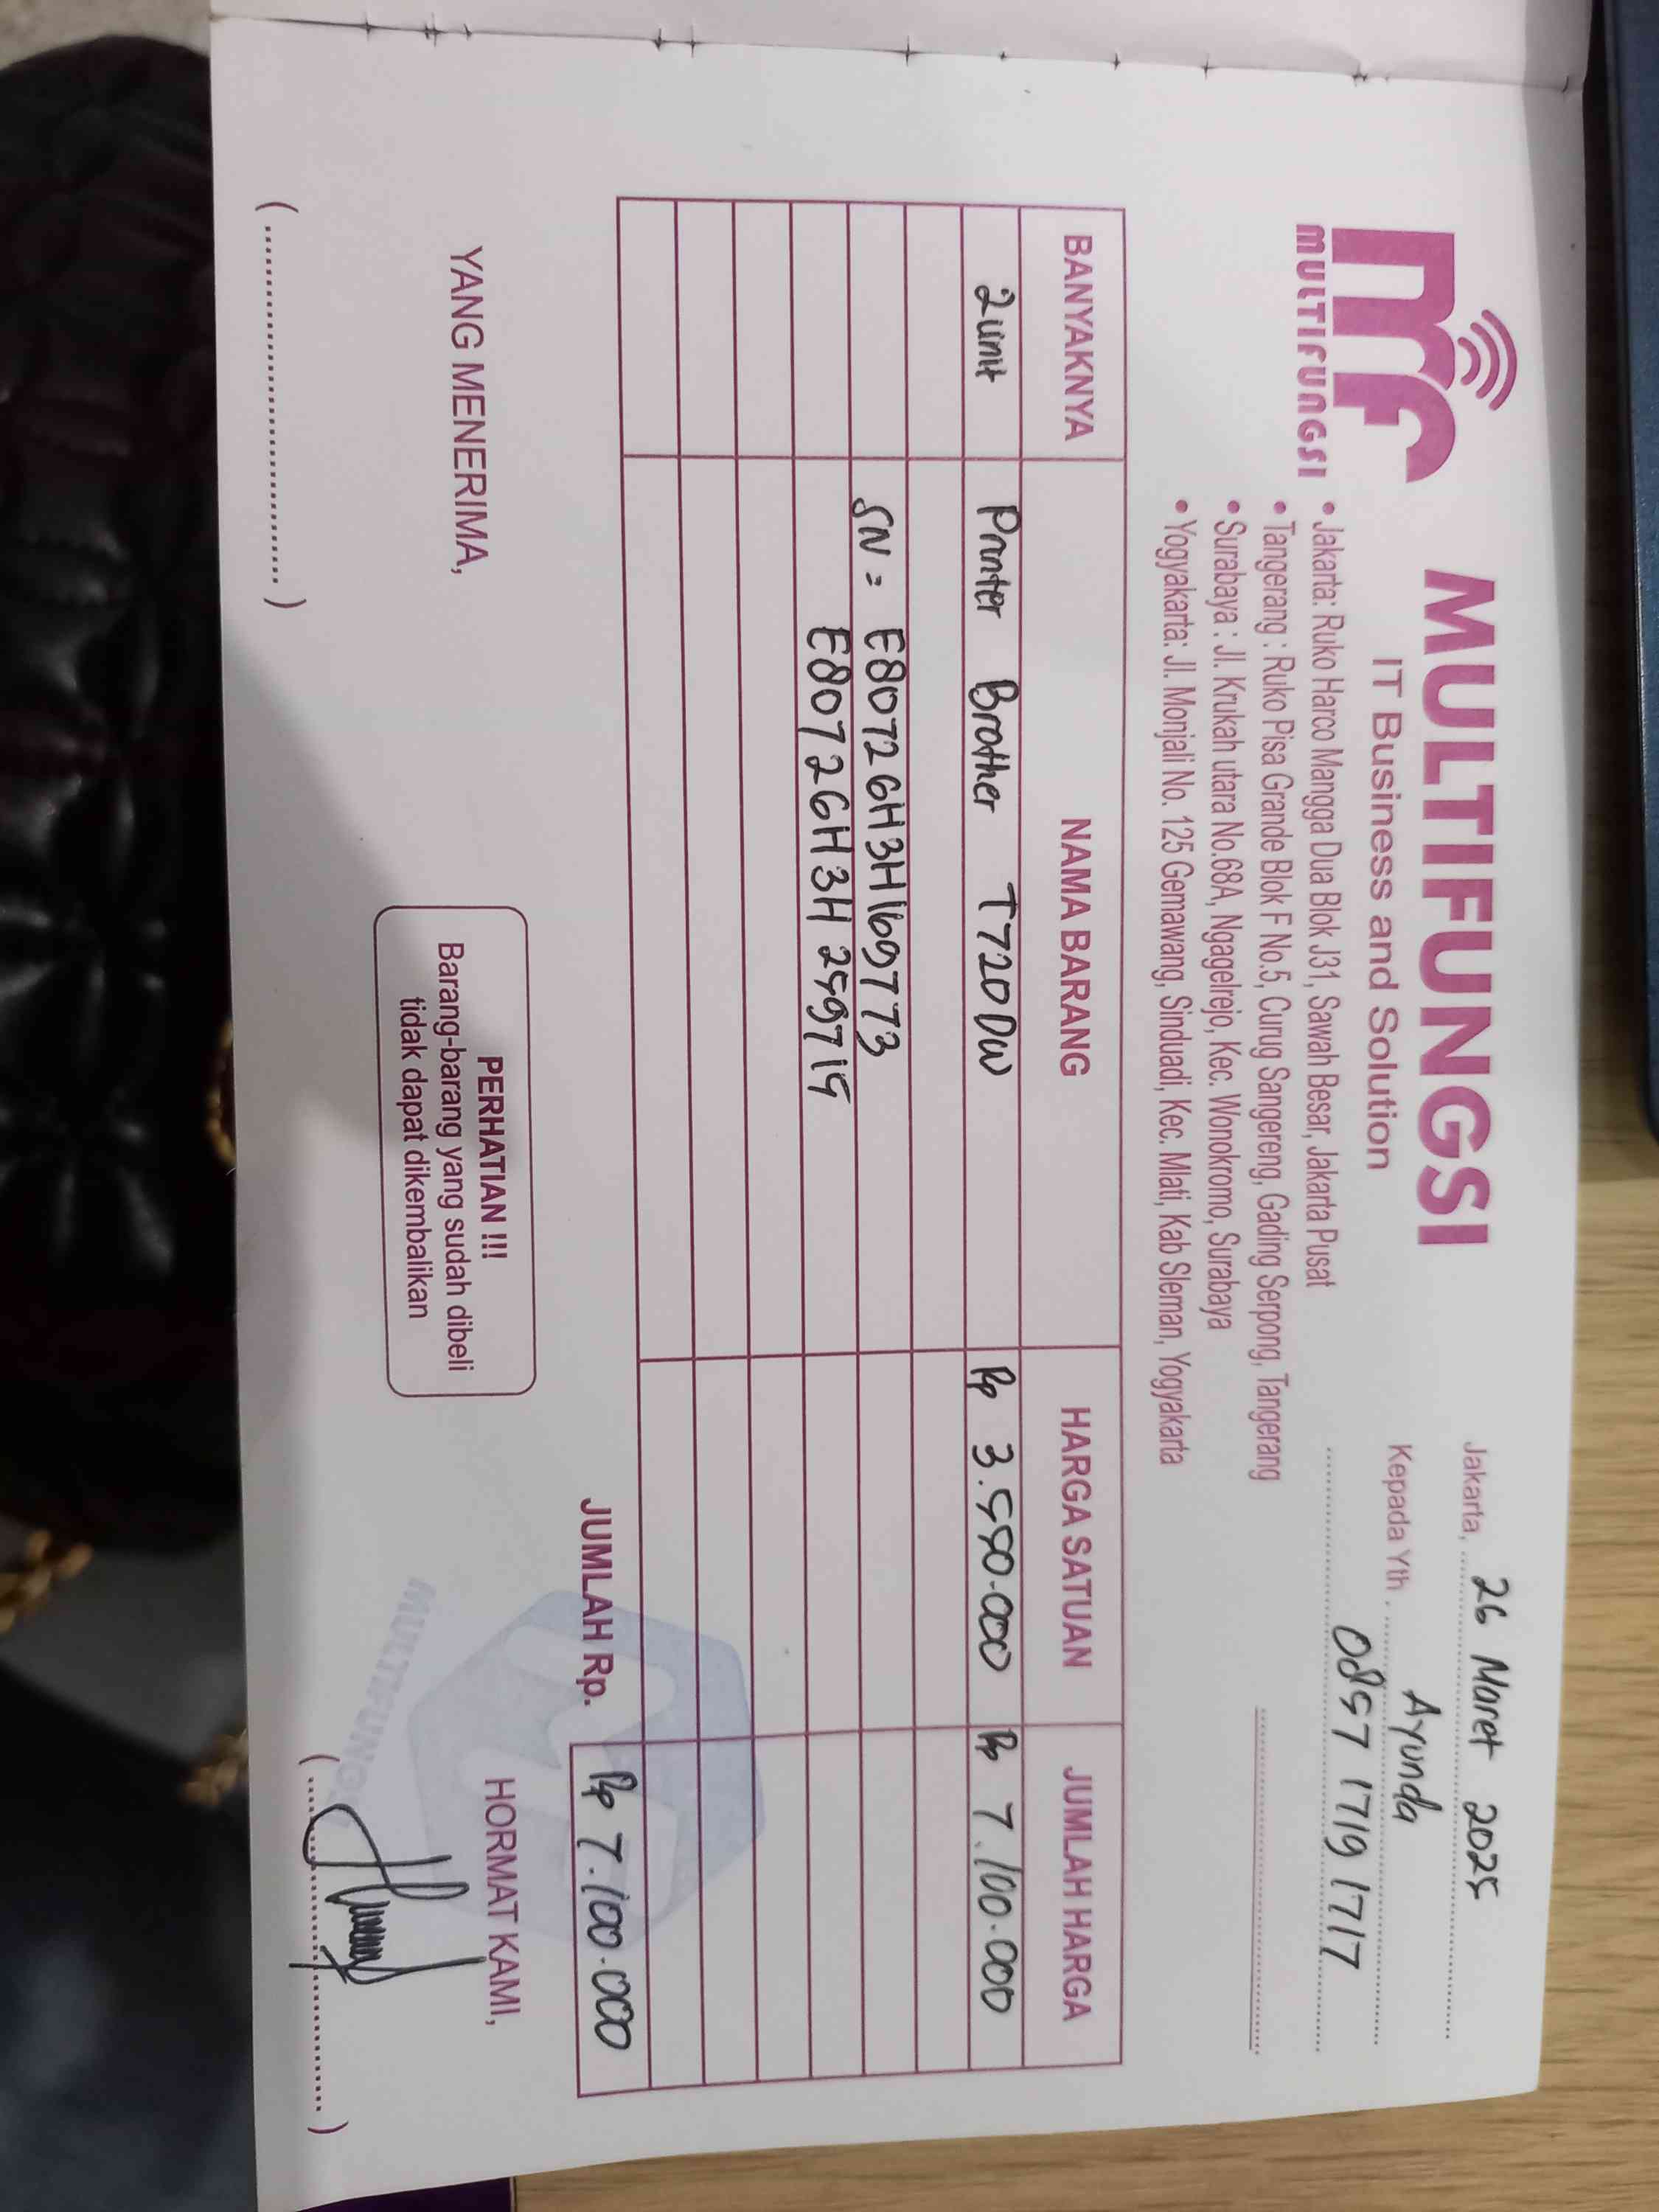 mf
MULTIFUNGSI
MULTIFUNGSI
IT Business and Solution
• Jakarta: Ruko Harco Mangga Dua Blok J31, Sawah Besar, Jakarta Pusat
• Tangerang : Ruko Pisa Grande Blok F No.5, Curug Sangereng, Gading Serpong, Tangerang
• Surabaya : Jl. Krukah utara No.68A, Ngagelrejo, Kec. Wonokromo, Surabaya
• Yogyakarta: Jl. Monjali No. 125 Gemawang, Sinduadi, Kec. Mlati, Kab Sleman, Yogyakarta
Jakarta, 26 Maret 2025
Kepada Yth. Ayunda
0857 1719 1717
BANYAKNYA NAMA BARANG HARGA SATUAN JUMLAH HARGA
2 unit Printer Brother T720DW Rp 3.550.000 Rp 7.100.000
SN = E80726H3H169773
E80726H3H259715
JUMLAH Rp. Rp 7.100.000
YANG MENERIMA,
PERHATIAN !!!
Barang-barang yang sudah dibeli
tidak dapat dikembalikan
HORMAT KAMI,
MULTIFUNG